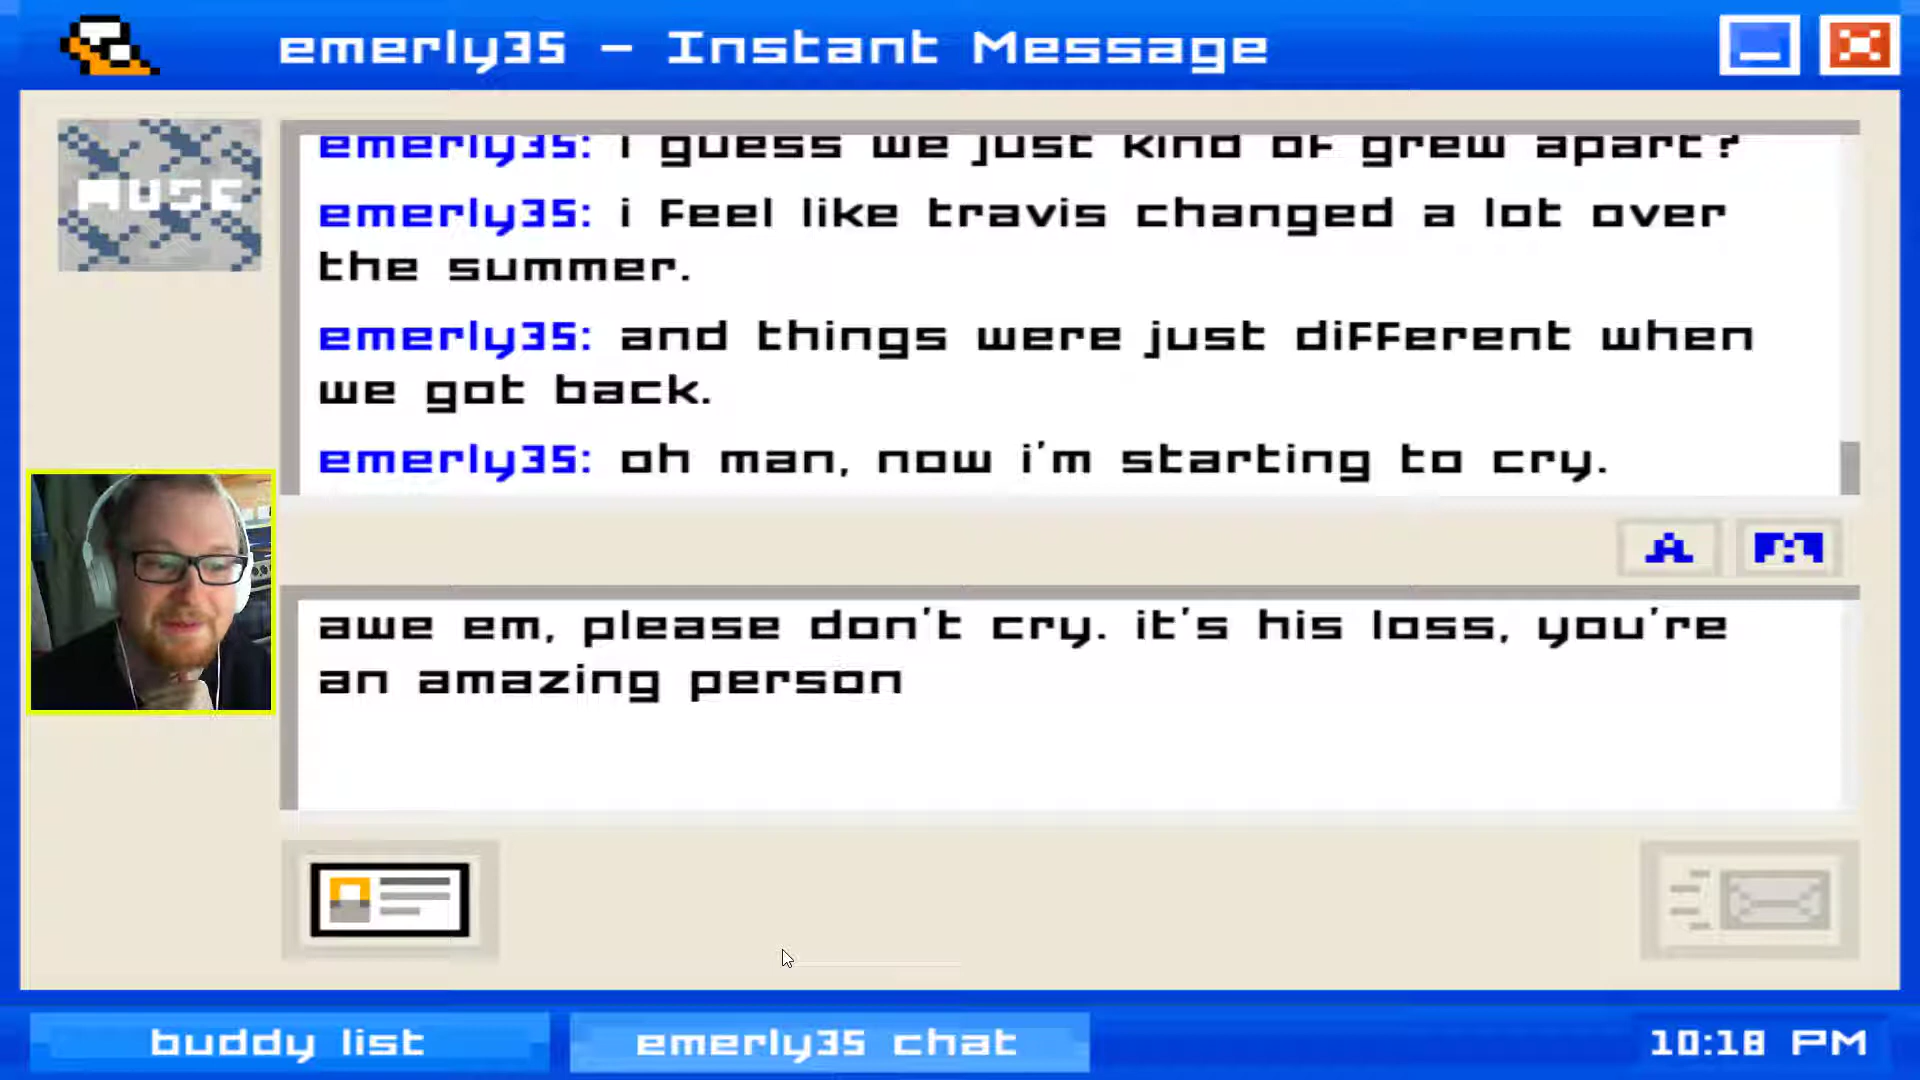 emerly35 - Instant Message
MUSE
emerly35: i guess we just kind of grew apart?
emerly35: i feel like travis changed a lot over
the summer.
emerly35: and things were just different when
we got back.
emerly35: oh man, now i'm starting to cry.
A
awe em, please don't cry. it's his loss, you're
an amazing person
buddy list
emerly35 chat
10:18 PM